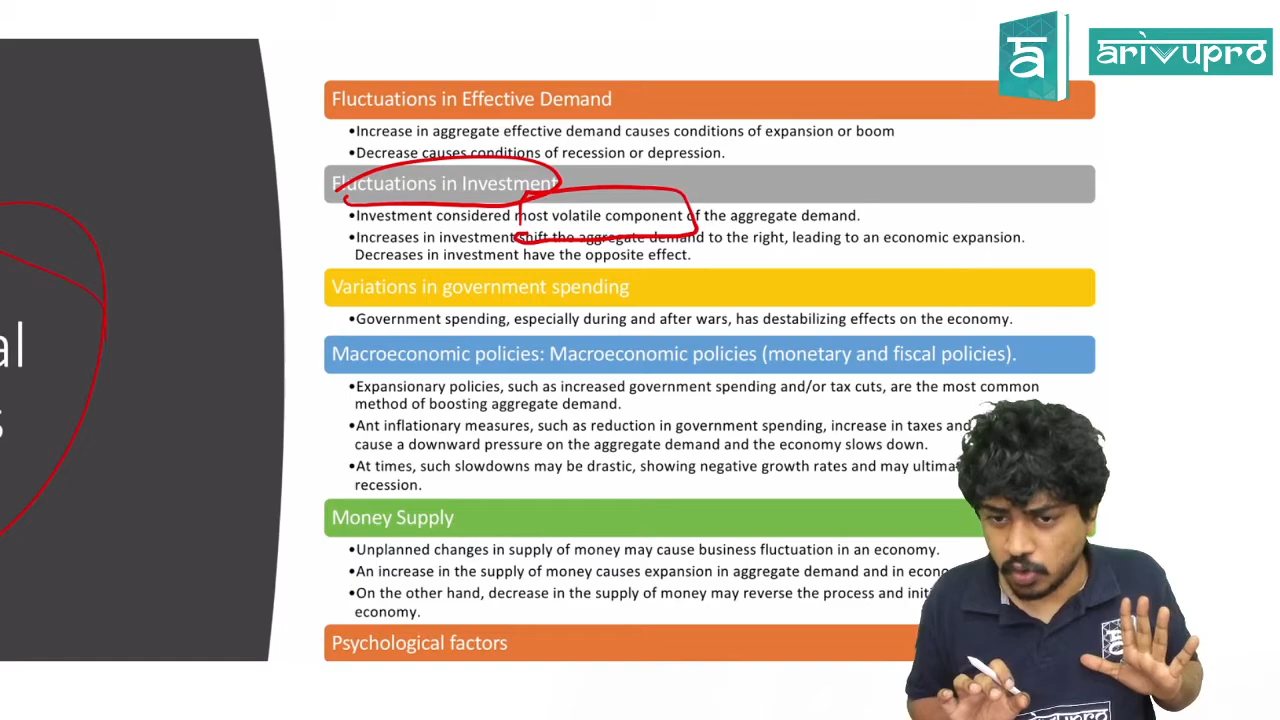 arivupro
Fluctuations in Effective Demand
•Increase in aggregate effective demand causes conditions of expansion or boom
•Decrease causes conditions of recession or depression.
Fluctuations in Investment
•Investment considered most volatile component of the aggregate demand.
•Increases in investment shift the aggregate demand to the right, leading to an economic expansion.
Decreases in investment have the opposite effect.
Variations in government spending
•Government spending, especially during and after wars, has destabilizing effects on the economy.
al
Macroeconomic policies: Macroeconomic policies (monetary and fiscal policies).
•Expansionary policies, such as increased government spending and/or tax cuts, are the most common
method of boosting aggregate demand.
s
•Ant inflationary measures, such as reduction in government spending, increase in taxes and
cause a downward pressure on the aggregate demand and the economy slows down.
•At times, such slowdowns may be drastic, showing negative growth rates and may
recession.
Money Supply
•Unplanned changes in supply of money may cause business fluctuation in an economy.
•An increase in the supply of money causes expansion in aggregate demand and in
•On the other hand, decrease in the supply of money may reverse the process and
economy.
Psychological factors